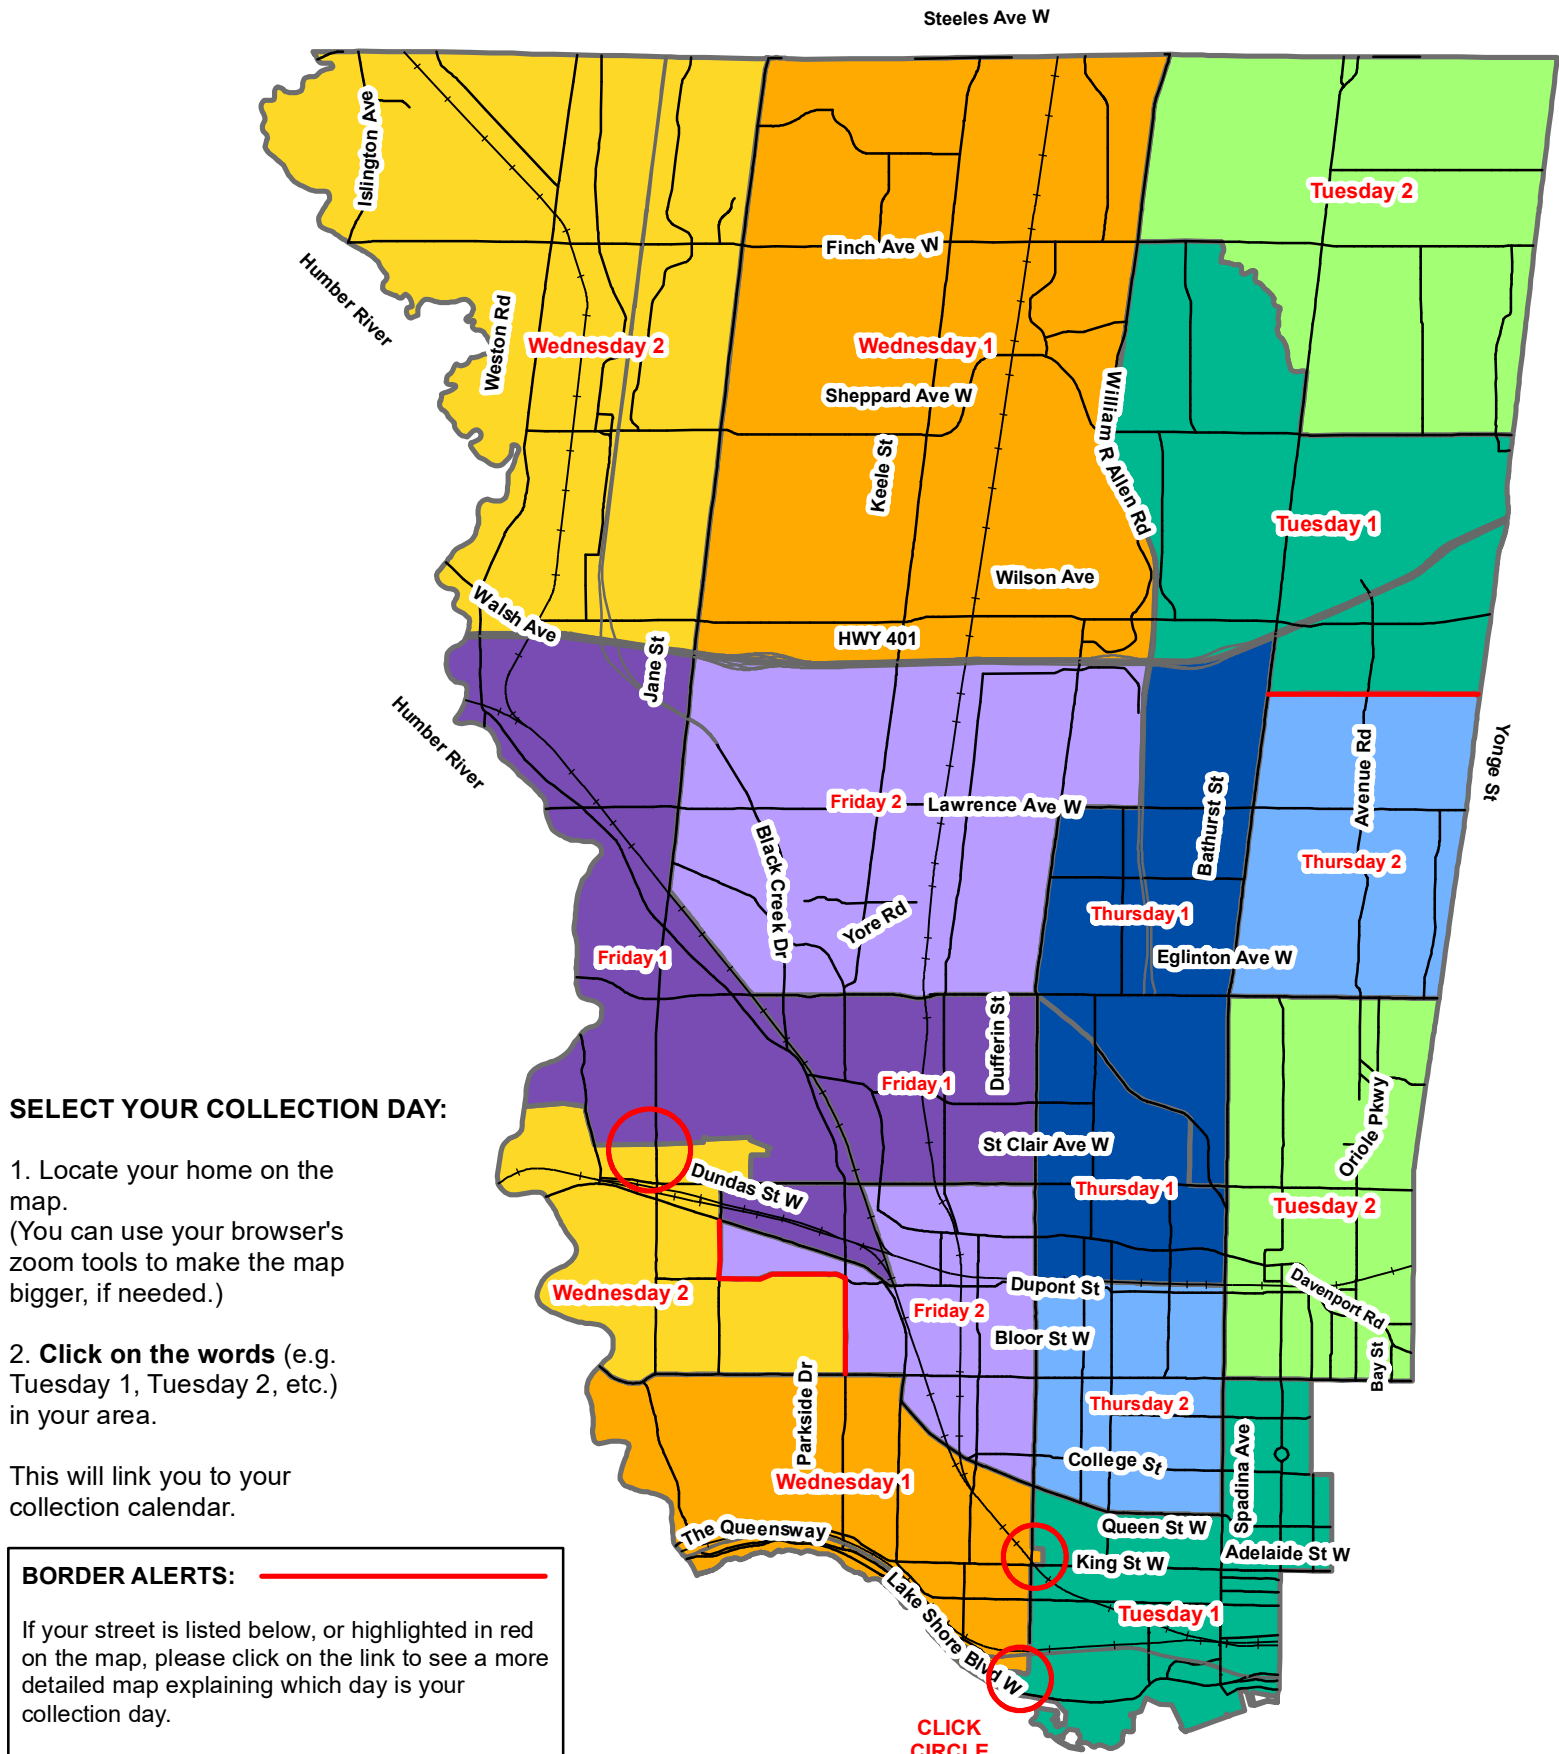 Steeles Ave W
Islington Ave
Tuesday 2
Finch Ave W
Humber River
Weston Rd
Wednesday 2
Wednesday 1
Sheppard Ave W
William R Allen Rd
Keele St
Tuesday 1
Wilson Ave
Walsh Ave
HWY 401
Jane St
Humber River
Yonge St
Avenue Rd
Bathurst St
Friday 2
Lawrence Ave W
Black Creek Dr
Thursday 2
Thursday 1
Yore Rd
Friday 1
Eglinton Ave W
Dufferin St
Friday 1
Oriole Pkwy
St Clair Ave W
Dundas St W
Thursday 1
Tuesday 2
Wednesday 2
Dupont St
Davenport Rd
Friday 2
Bloor St W
Bay St
Parkside Dr
Thursday 2
College St
Spadina Ave
Wednesday 1
The Queensway
Queen St W
King St W
Adelaide St W
Lake Shore Blvd W
Tuesday 1
CLICK
CIRCLE
SELECT YOUR COLLECTION DAY:
1. Locate your home on the
map.
(You can use your browser's
zoom tools to make the map
bigger, if needed.)
2. Click on the words (e.g.
Tuesday 1, Tuesday 2, etc.)
in your area.
This will link you to your
collection calendar.
BORDER ALERTS:
If your street is listed below, or highlighted in red
on the map, please click on the link to see a more
detailed map explaining which day is your
collection day.